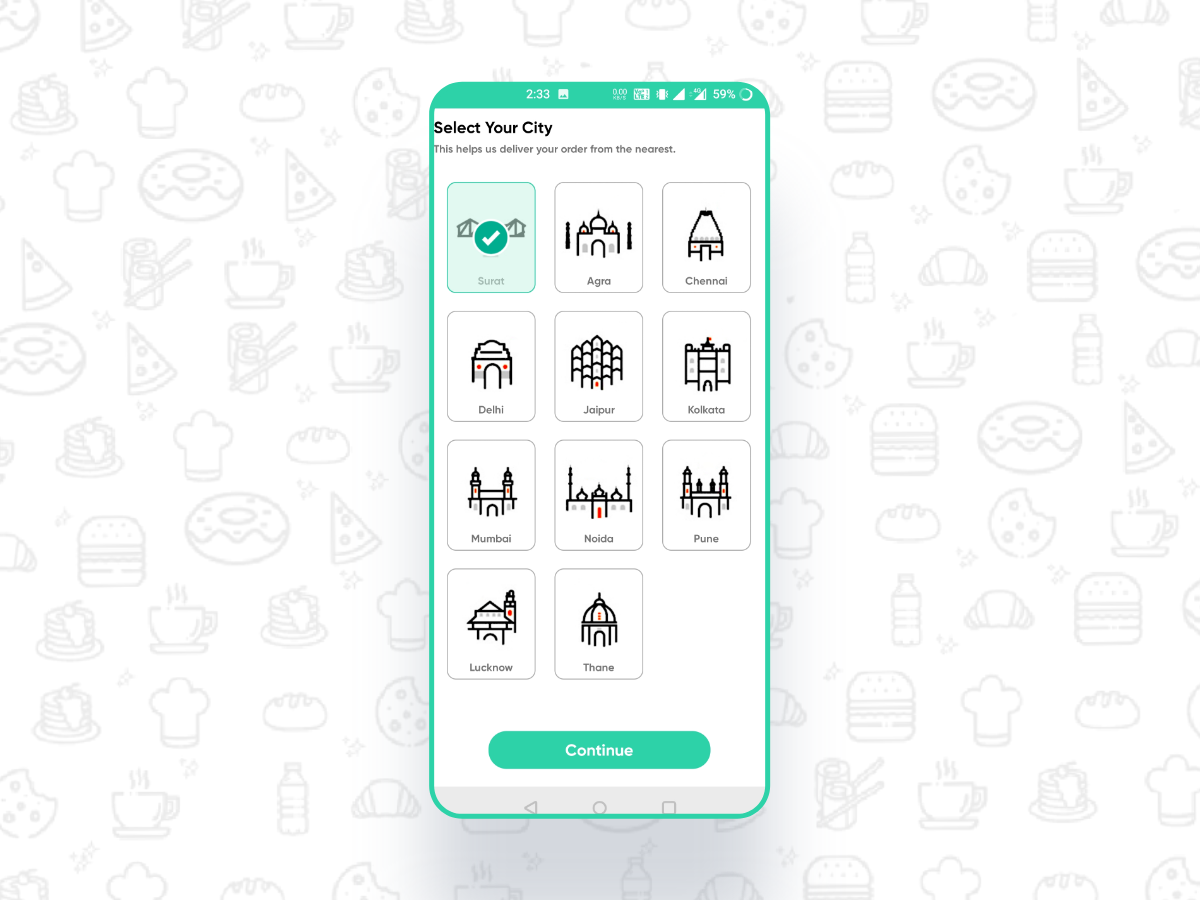 2:33 0.00 KB/S 4G 59%
Select Your City
This helps us deliver your order from the nearest.
Surat Agra Chennai
Delhi Jaipur Kolkata
Mumbai Noida Pune
Lucknow Thane
Continue